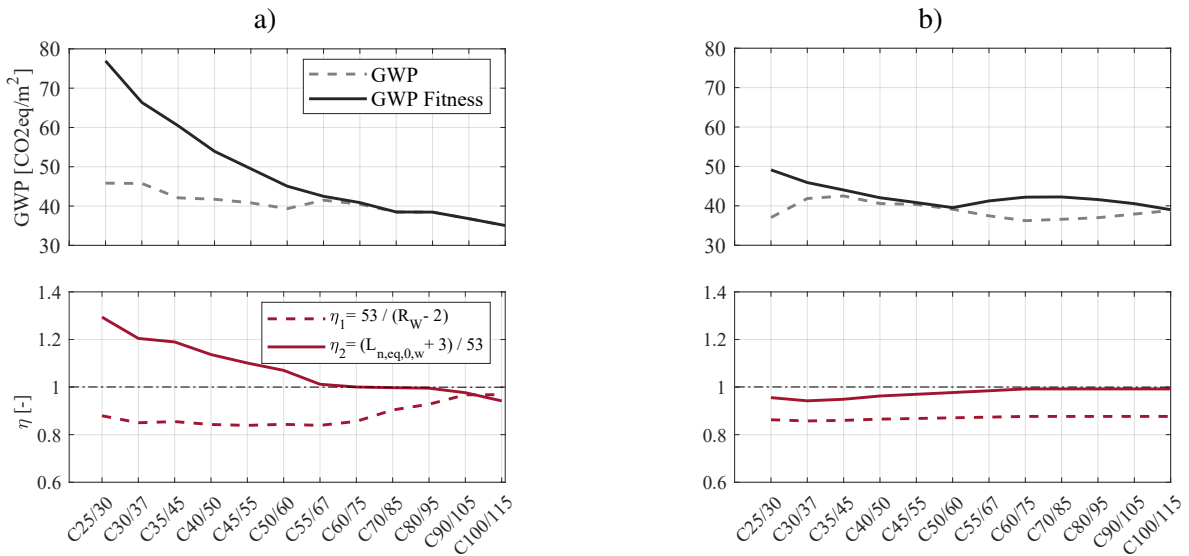 a)
GWP [CO2eq/m²]
80
70
60
50
40
30
GWP
GWP Fitness
η [-]
1.4
1.2
1
0.8
0.6
η₁= 53 / (R_W- 2)
η₂= (L_n,eq,0,w+ 3) / 53
C25/30
C30/37
C35/45
C40/50
C45/55
C50/60
C55/67
C60/75
C70/85
C80/95
C90/105
C100/115
b)
80
70
60
50
40
30
1.4
1.2
1
0.8
0.6
C25/30
C30/37
C35/45
C40/50
C45/55
C50/60
C55/67
C60/75
C70/85
C80/95
C90/105
C100/115